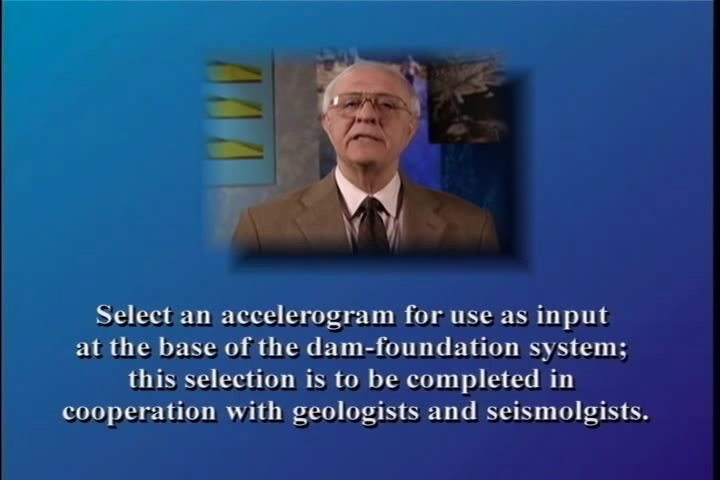 Select an accelerogram for use as input
at the base of the dam-foundation system;
this selection is to be completed in
cooperation with geologists and seismolgists.